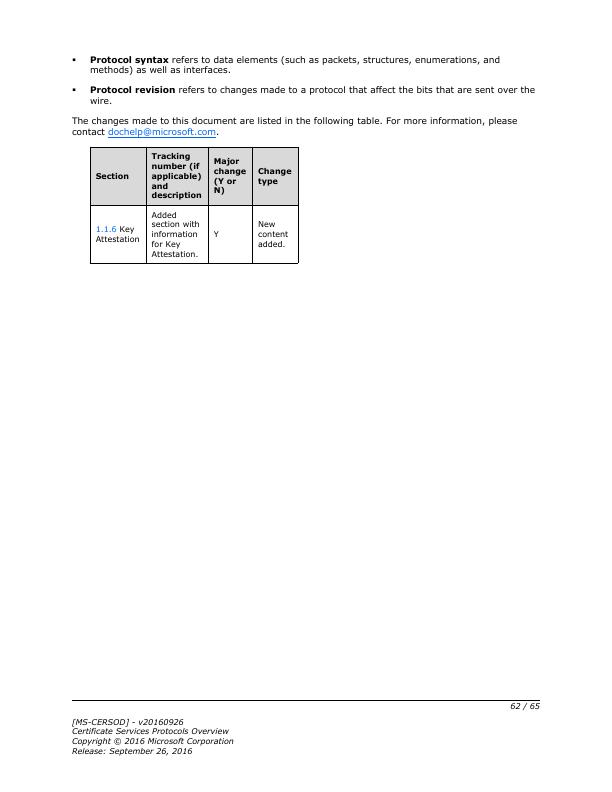 ▪ Protocol syntax refers to data elements (such as packets, structures, enumerations, and
methods) as well as interfaces.
▪ Protocol revision refers to changes made to a protocol that affect the bits that are sent over the
wire.
The changes made to this document are listed in the following table. For more information, please
contact dochelp@microsoft.com.
Section
Tracking
number (if
applicable)
and
description
Major
change
(Y or
N)
Change
type
1.1.6 Key
Attestation
Added
section with
information
for Key
Attestation.
Y
New
content
added.
62 / 65
[MS-CERSOD] - v20160926
Certificate Services Protocols Overview
Copyright © 2016 Microsoft Corporation
Release: September 26, 2016